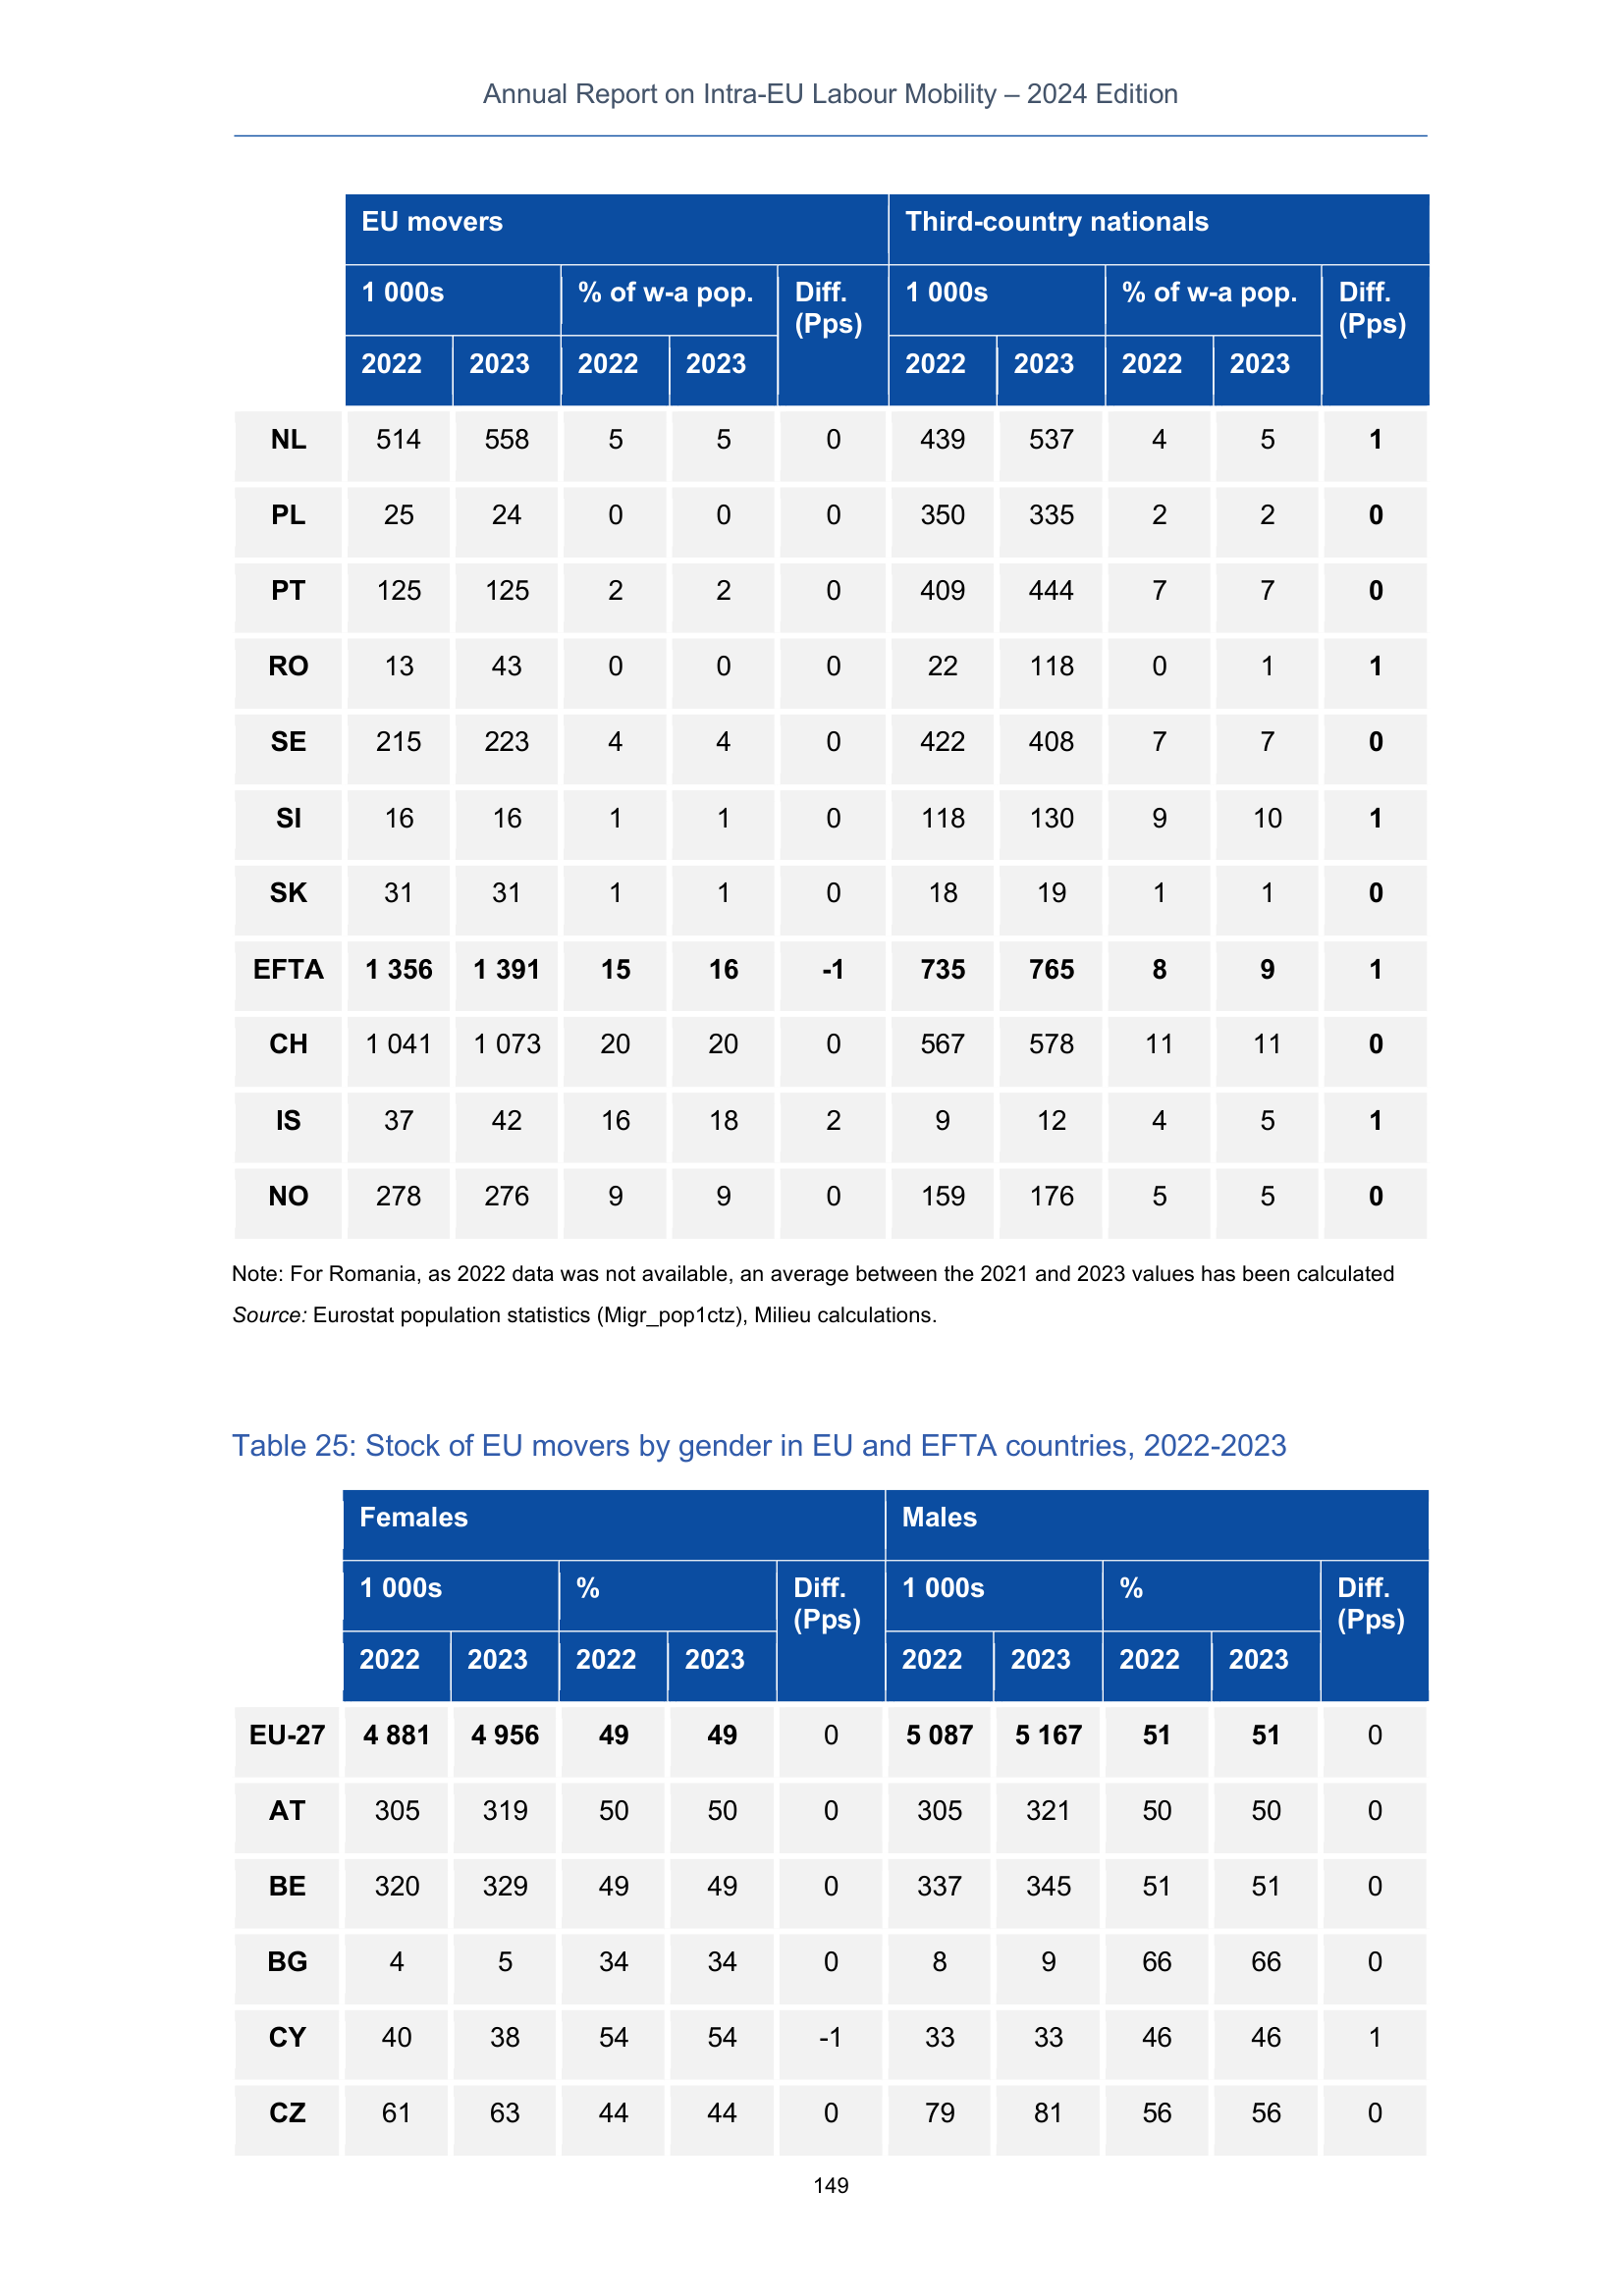 Annual Report on Intra-EU Labour Mobility – 2024 Edition
EU movers Third-country nationals
1 000s % of w-a pop. Diff. (Pps) 1 000s % of w-a pop. Diff. (Pps)
2022 2023 2022 2023 2022 2023 2022 2023
NL 514 558 5 5 0 439 537 4 5 1
PL 25 24 0 0 0 350 335 2 2 0
PT 125 125 2 2 0 409 444 7 7 0
RO 13 43 0 0 0 22 118 0 1 1
SE 215 223 4 4 0 422 408 7 7 0
SI 16 16 1 1 0 118 130 9 10 1
SK 31 31 1 1 0 18 19 1 1 0
EFTA 1 356 1 391 15 16 -1 735 765 8 9 1
CH 1 041 1 073 20 20 0 567 578 11 11 0
IS 37 42 16 18 2 9 12 4 5 1
NO 278 276 9 9 0 159 176 5 5 0
Note: For Romania, as 2022 data was not available, an average between the 2021 and 2023 values has been calculated
Source: Eurostat population statistics (Migr_pop1ctz), Milieu calculations.
Table 25: Stock of EU movers by gender in EU and EFTA countries, 2022-2023
Females Males
1 000s % Diff. (Pps) 1 000s % Diff. (Pps)
2022 2023 2022 2023 2022 2023 2022 2023
EU-27 4 881 4 956 49 49 0 5 087 5 167 51 51 0
AT 305 319 50 50 0 305 321 50 50 0
BE 320 329 49 49 0 337 345 51 51 0
BG 4 5 34 34 0 8 9 66 66 0
CY 40 38 54 54 -1 33 33 46 46 1
CZ 61 63 44 44 0 79 81 56 56 0
149